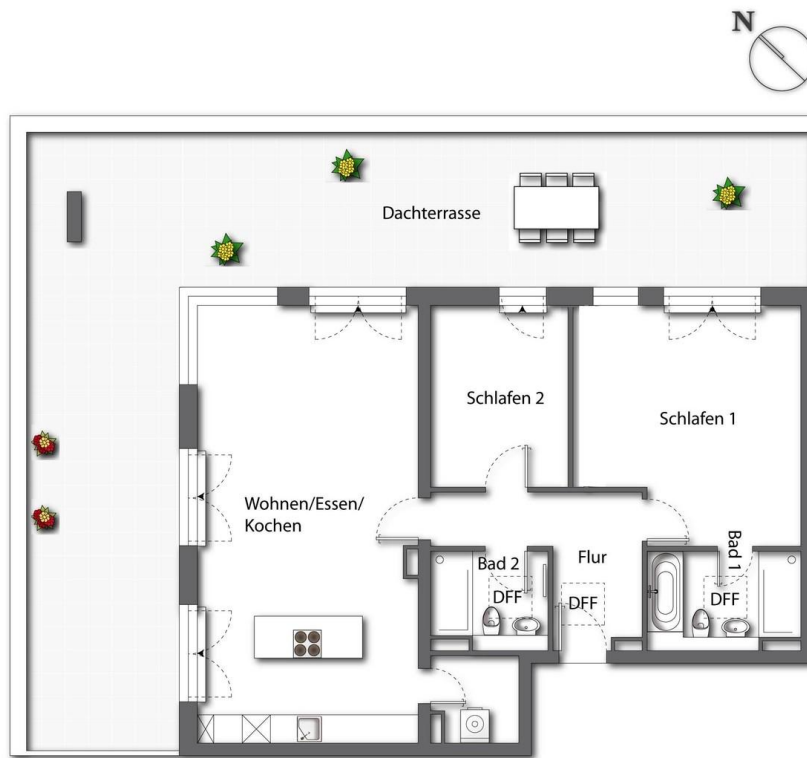 N
Dachterrasse
Schlafen 2
Schlafen 1
Wohnen/Essen/
Kochen
Bad 2
Flur
Bad 1
DFF
DFF
DFF